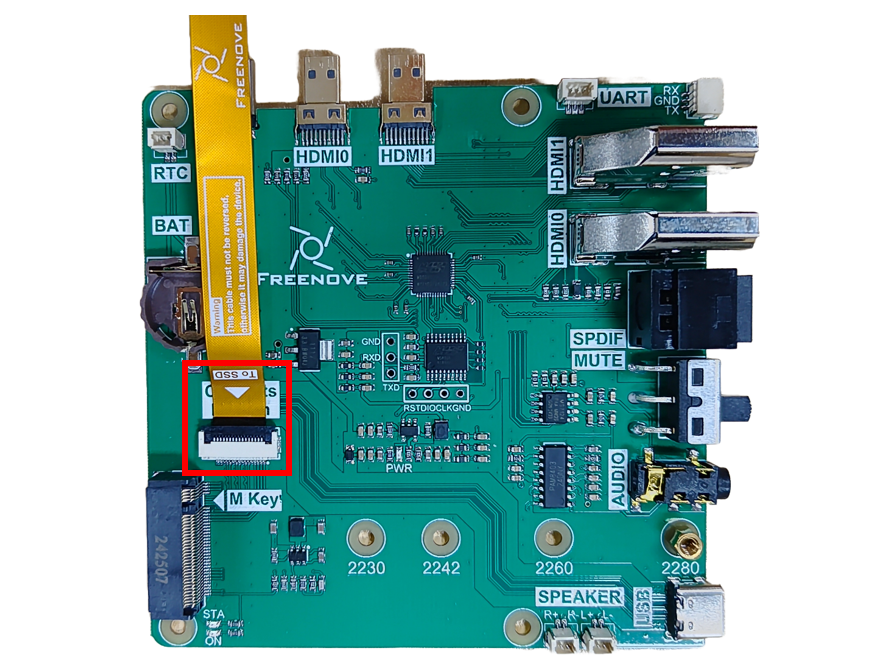 FREENOVE
UART
RX
GND
TX
HDMI0
HDMI1
HDMI1
RTC
Warning
This cable must not be reversed,
otherwise it may damage the device.
BAT
HDMI0
FREENOVE
GND
RXD
TXD
SPDIF
MUTE
To SSD
RSTDIOCLKGND
PWR
AUDIO
M Key
242507
2230
2242
2260
2280
SPEAKER
USB
R+
R-
L+
L-
STA
ON